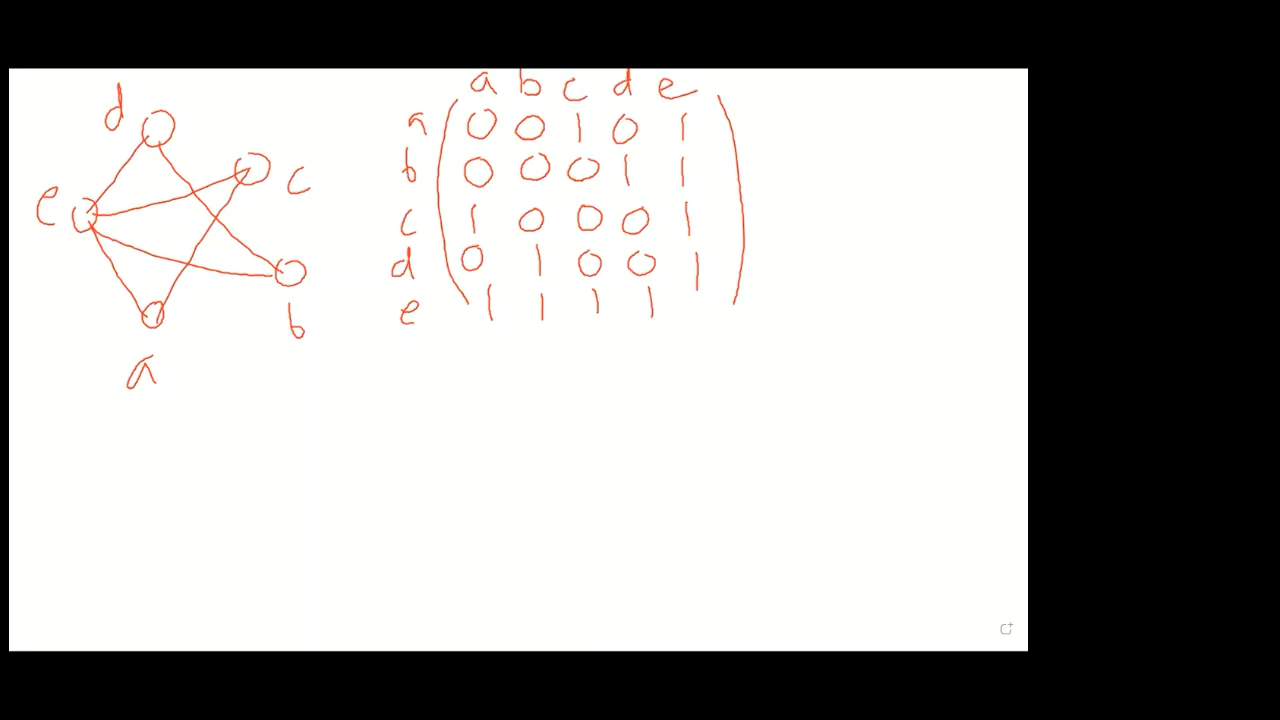 a b c d e
d
a 0 0 1 0 1
c
b 0 0 0 1 1
e
c 1 0 0 0 1
d 0 1 0 0 1
b
e 1 1 1 1
a